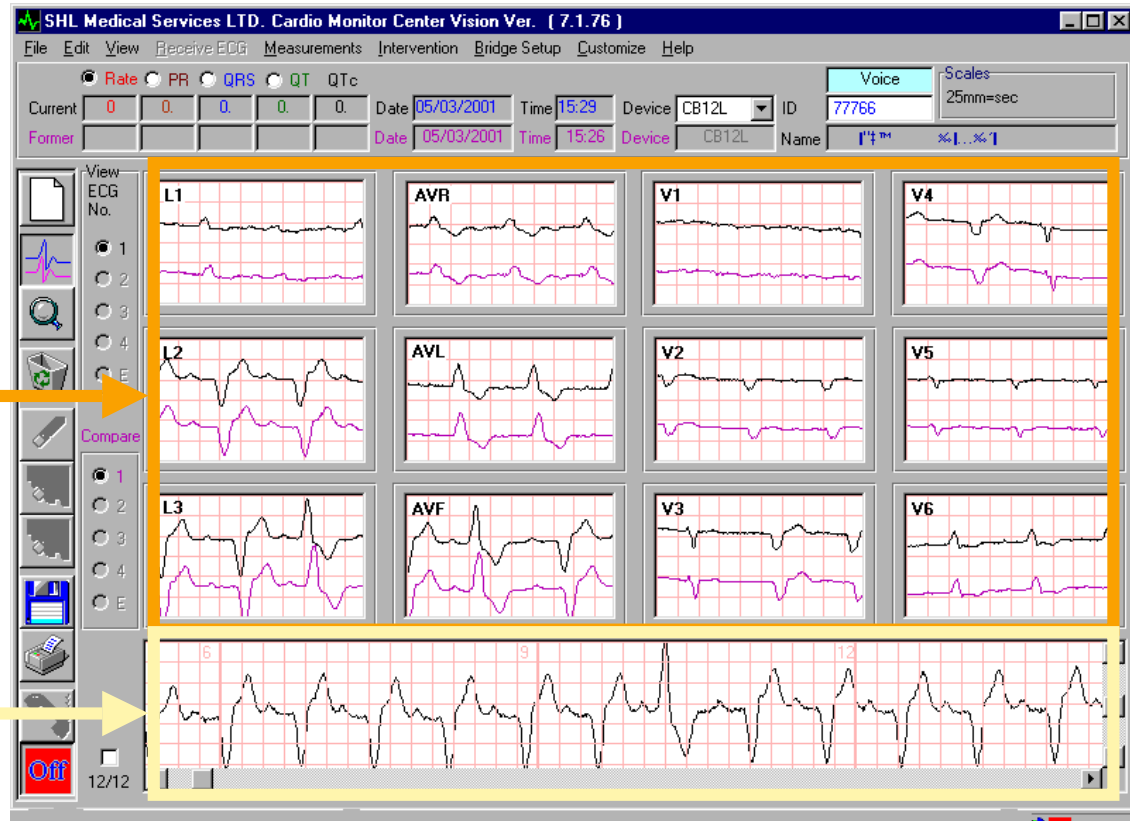 SHL Medical Services LTD. Cardio Monitor Center Vision Ver. ( 7.1.76 )
File Edit View Receive ECG Measurements Intervention Bridge Setup Customize Help
Rate PR QRS QT QTc Voice Scales
Current 0 0. 0. 0. 0. Date 05/03/2001 Time 15:29 Device CB12L ID 77766 25mm=sec
Former Date 05/03/2001 Time 15:26 Device CB12L Name
View
ECG
No.
1
2
3
4
E
Compare
1
2
3
4
E
L1 AVR V1 V4
L2 AVL V2 V5
L3 AVF V3 V6
6 9 12
Off 12/12